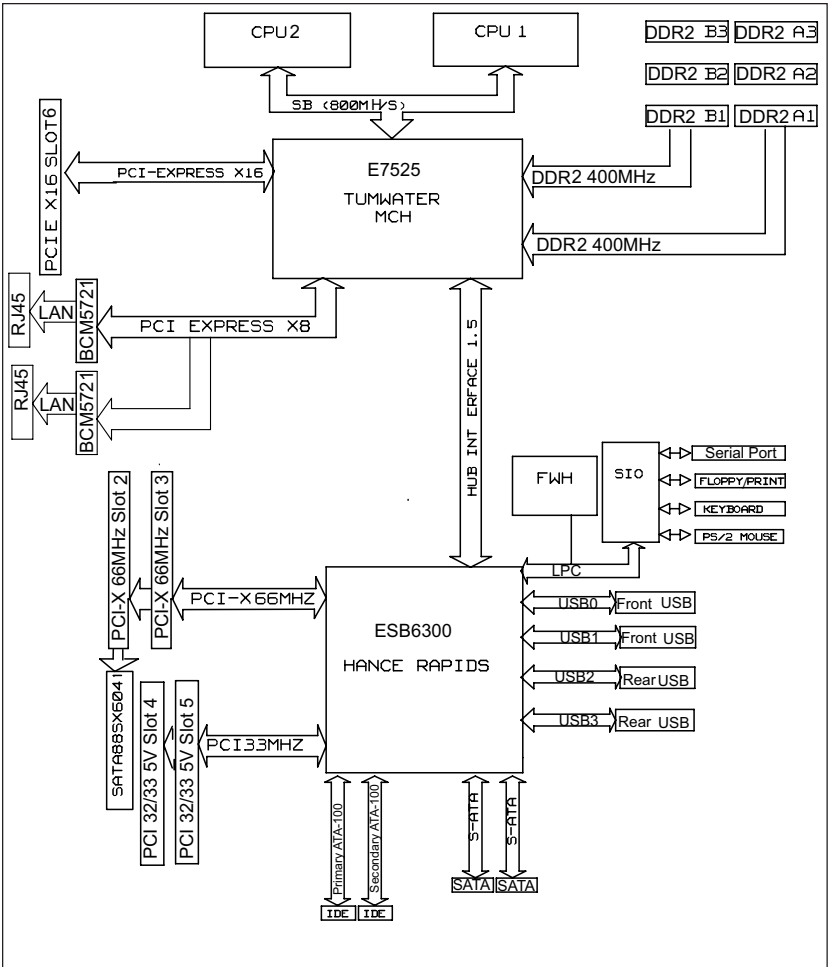 CPU 2
CPU 1
DDR2 B3
DDR2 A3
DDR2 B2
DDR2 A2
DDR2 B1
DDR2 A1
SB (800MH/S)
PCIE X16 SLOT6
PCI-EXPRESS X16
E7525
TUMWATER
MCH
DDR2 400MHz
DDR2 400MHz
RJ45
LAN
BCM5721
PCI EXPRESS X8
RJ45
LAN
BCM5721
HUB INT ERFACE 1.5
FWH
SIO
Serial Port
FLOPPY/PRINT
KEYBOARD
PS/2 MOUSE
LPC
PCI-X 66MHz Slot 2
PCI-X 66MHz Slot 3
PCI-X66MHZ
ESB6300
HANCE RAPIDS
USB0
Front USB
USB1
Front USB
USB2
Rear USB
USB3
Rear USB
SATA88SX6041
PCI 32/33 5V Slot 4
PCI 32/33 5V Slot 5
PCI33MHZ
Primary ATA-100
Secondary ATA-100
S-ATA
S-ATA
IDE
IDE
SATA
SATA